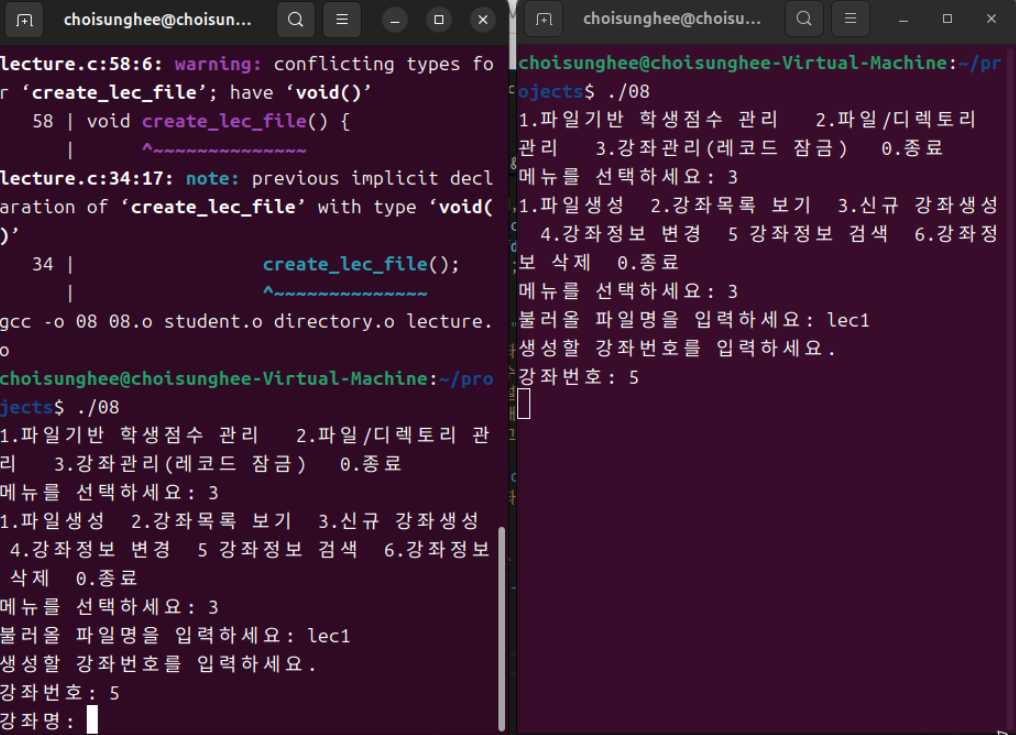 choisunghee@choisun...
lecture.c:58:6: warning: conflicting types fo
r ‘create_lec_file’; have ‘void()’
58 | void create_lec_file() {
| ^~~~~~~~~~~~~~~
lecture.c:34:17: note: previous implicit decl
aration of ‘create_lec_file’ with type ‘void(
)’
34 | create_lec_file();
| ^~~~~~~~~~~~~~~
gcc -o 08 08.o student.o directory.o lecture.
o
choisunghee@choisunghee-Virtual-Machine:~/pro
jects$ ./08
1.파일기반 학생점수 관리 2.파일/디렉토리 관
리 3.강좌관리(레코드 잠금) 0.종료
메뉴를 선택하세요: 3
1.파일생성 2.강좌목록 보기 3.신규 강좌생성
4.강좌정보 변경 5 강좌정보 검색 6.강좌정보
삭제 0.종료
메뉴를 선택하세요: 3
불러올 파일명을 입력하세요: lec1
생성할 강좌번호를 입력하세요.
강좌번호: 5
강좌명:
choisunghee@choisu...
choisunghee@choisunghee-Virtual-Machine:~/pr
ojects$ ./08
1.파일기반 학생점수 관리 2.파일/디렉토리
관리 3.강좌관리(레코드 잠금) 0.종료
메뉴를 선택하세요: 3
1.파일생성 2.강좌목록 보기 3.신규 강좌생성
4.강좌정보 변경 5 강좌정보 검색 6.강좌정
보 삭제 0.종료
메뉴를 선택하세요: 3
불러올 파일명을 입력하세요: lec1
생성할 강좌번호를 입력하세요.
강좌번호: 5